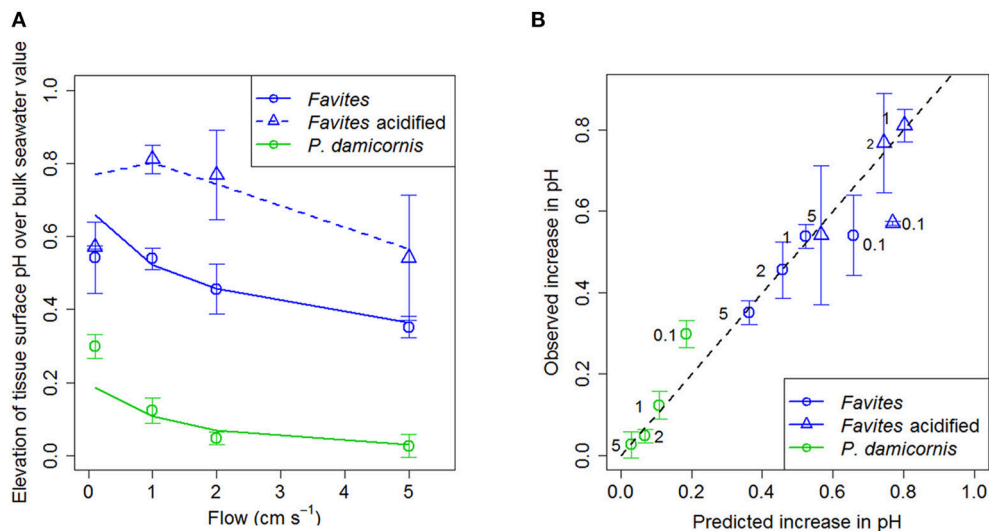 A
Elevation of tissue surface pH over bulk seawater value
1.0
0.8
0.6
0.4
0.2
0.0
Favites
Favites acidified
P. damicornis
0 1 2 3 4 5
Flow (cm s⁻¹)
B
Observed increase in pH
0.8
0.6
0.4
0.2
0.0
1
2
5
0.1
1
0.1
2
5
0.1
1
5
2
Favites
Favites acidified
P. damicornis
0.0 0.2 0.4 0.6 0.8 1.0
Predicted increase in pH